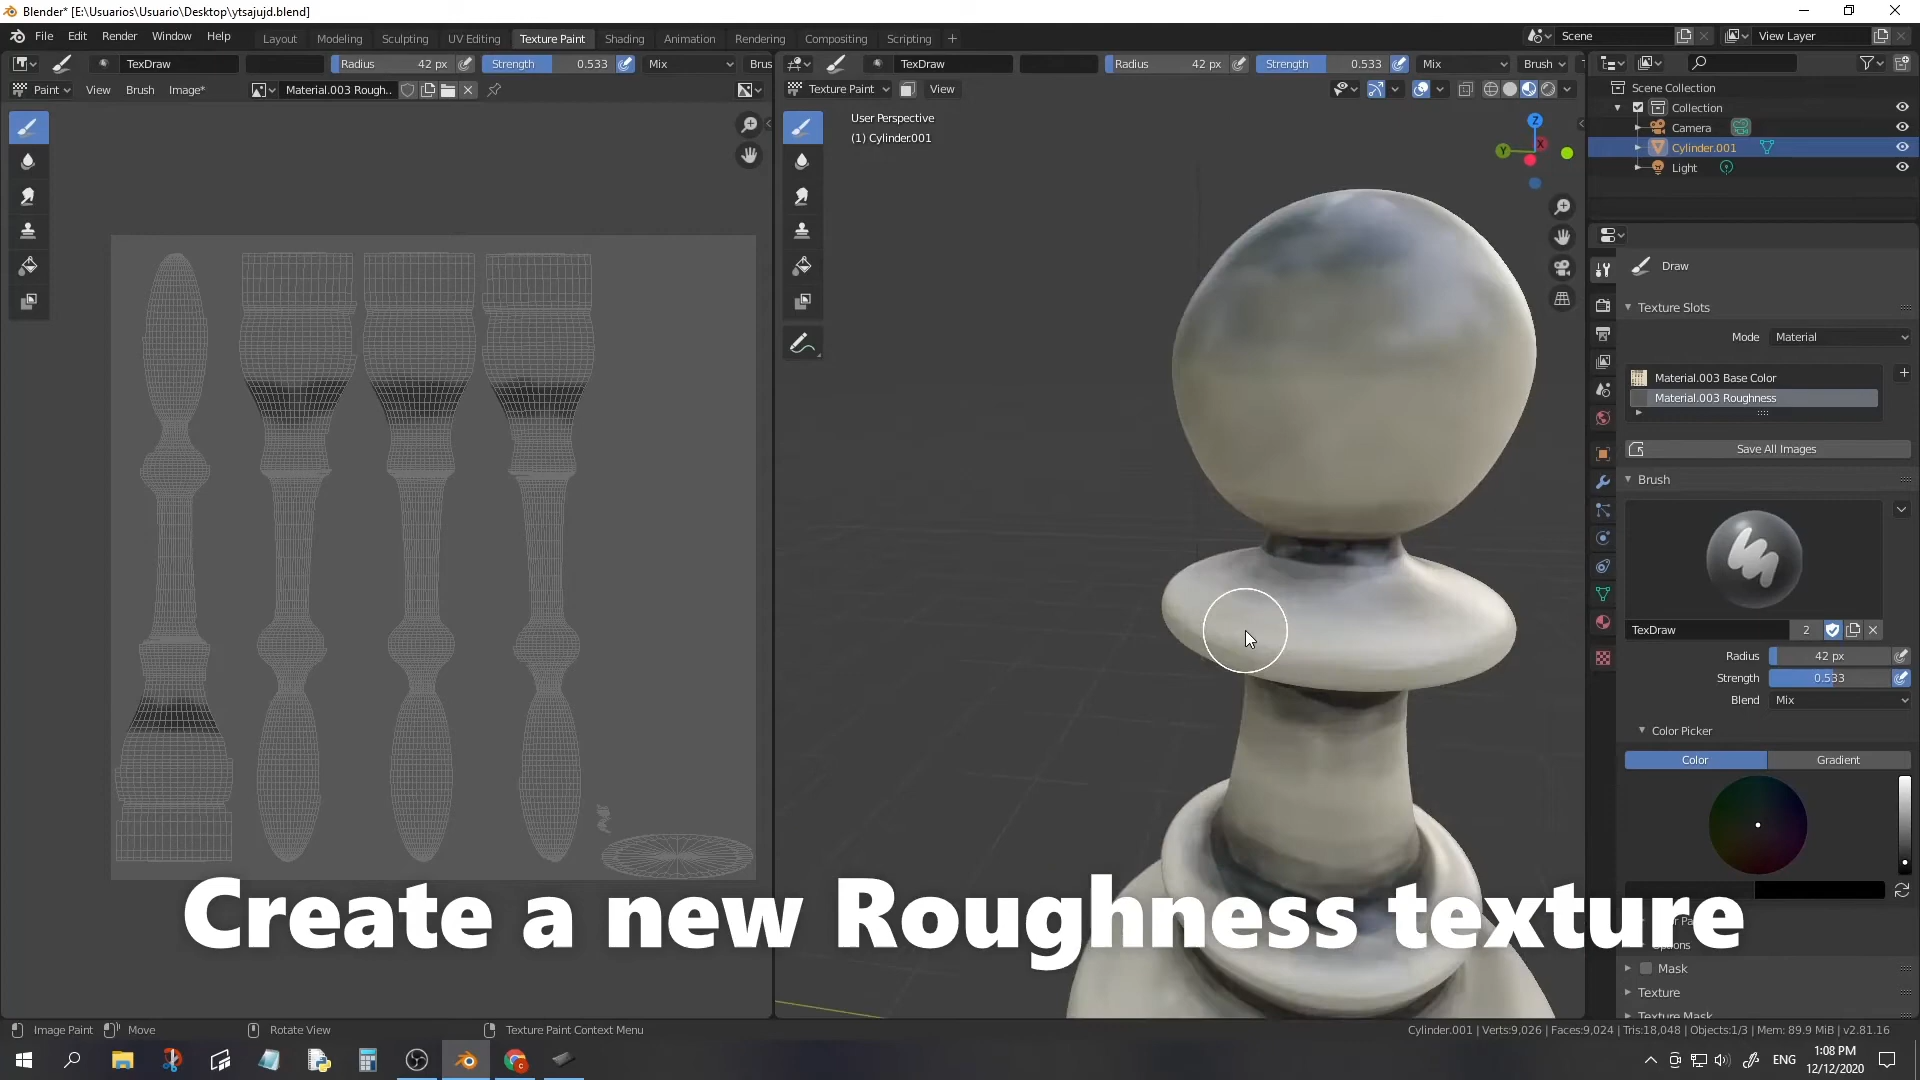 Blender* [E:\Usuarios\Usuario\Desktop\ytsajujd.blend]
File Edit Render Window Help
Layout Modeling Sculpting UV Editing Texture Paint Shading Animation Rendering Compositing Scripting +
Scene
View Layer
TexDraw Radius 42 px Strength 0.533 Mix Brus
TexDraw Radius 42 px Strength 0.533 Mix Brush
Paint View Brush Image* Material.003 Rough..
Texture Paint View
User Perspective
(1) Cylinder.001
Z
X
Y
Scene Collection
Collection
Camera
Cylinder.001
Light
Draw
Texture Slots
Mode Material
Material.003 Base Color
Material.003 Roughness
Save All Images
Brush
TexDraw 2
Radius 42 px
Strength 0.533
Blend Mix
Color Picker
Color Gradient
Create a new Roughness texture
Mask
Texture
Texture Mask
Image Paint Move Rotate View Texture Paint Context Menu
Cylinder.001 | Verts:9,026 | Faces:9,024 | Tris:18,048 | Objects:1/3 | Mem: 89.9 MiB | v2.81.16
ENG
1:08 PM
12/12/2020